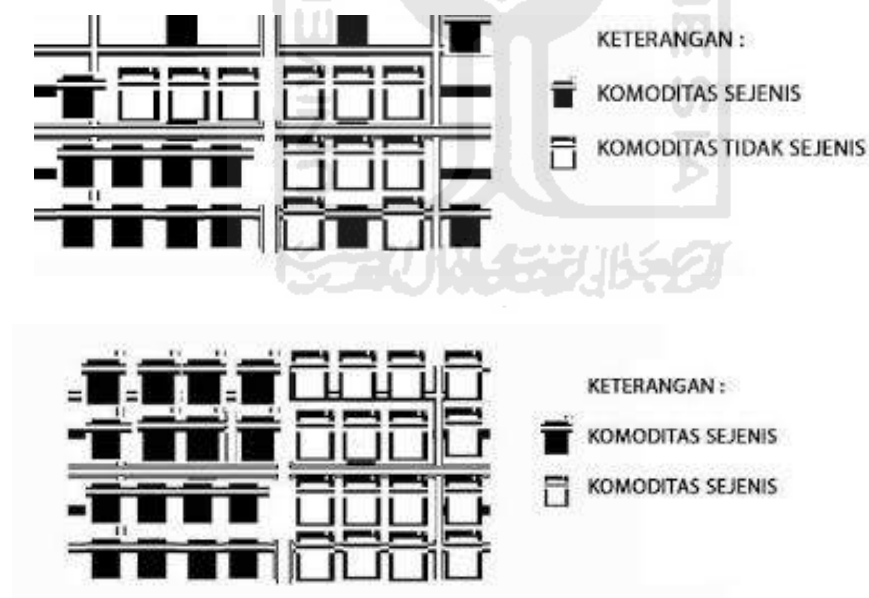 KETERANGAN :
KOMODITAS SEJENIS
KOMODITAS TIDAK SEJENIS
KETERANGAN :
KOMODITAS SEJENIS
KOMODITAS SEJENIS